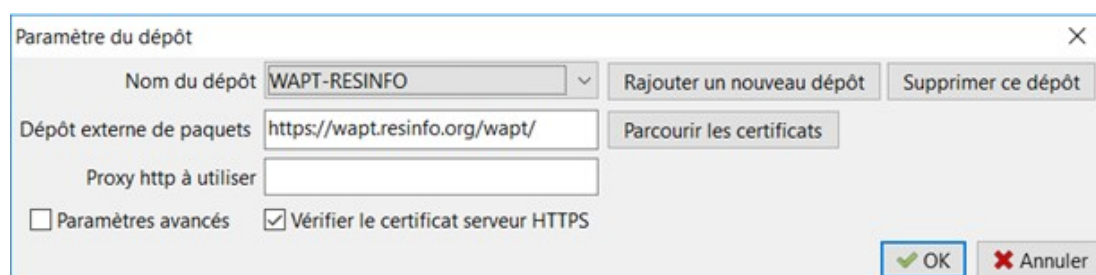 Paramètre du dépôt
Nom du dépôt WAPT-RESINFO Rajouter un nouveau dépôt Supprimer ce dépôt
Dépôt externe de paquets https://wapt.resinfo.org/wapt/ Parcourir les certificats
Proxy http à utiliser
Paramètres avancés Vérifier le certificat serveur HTTPS
OK Annuler